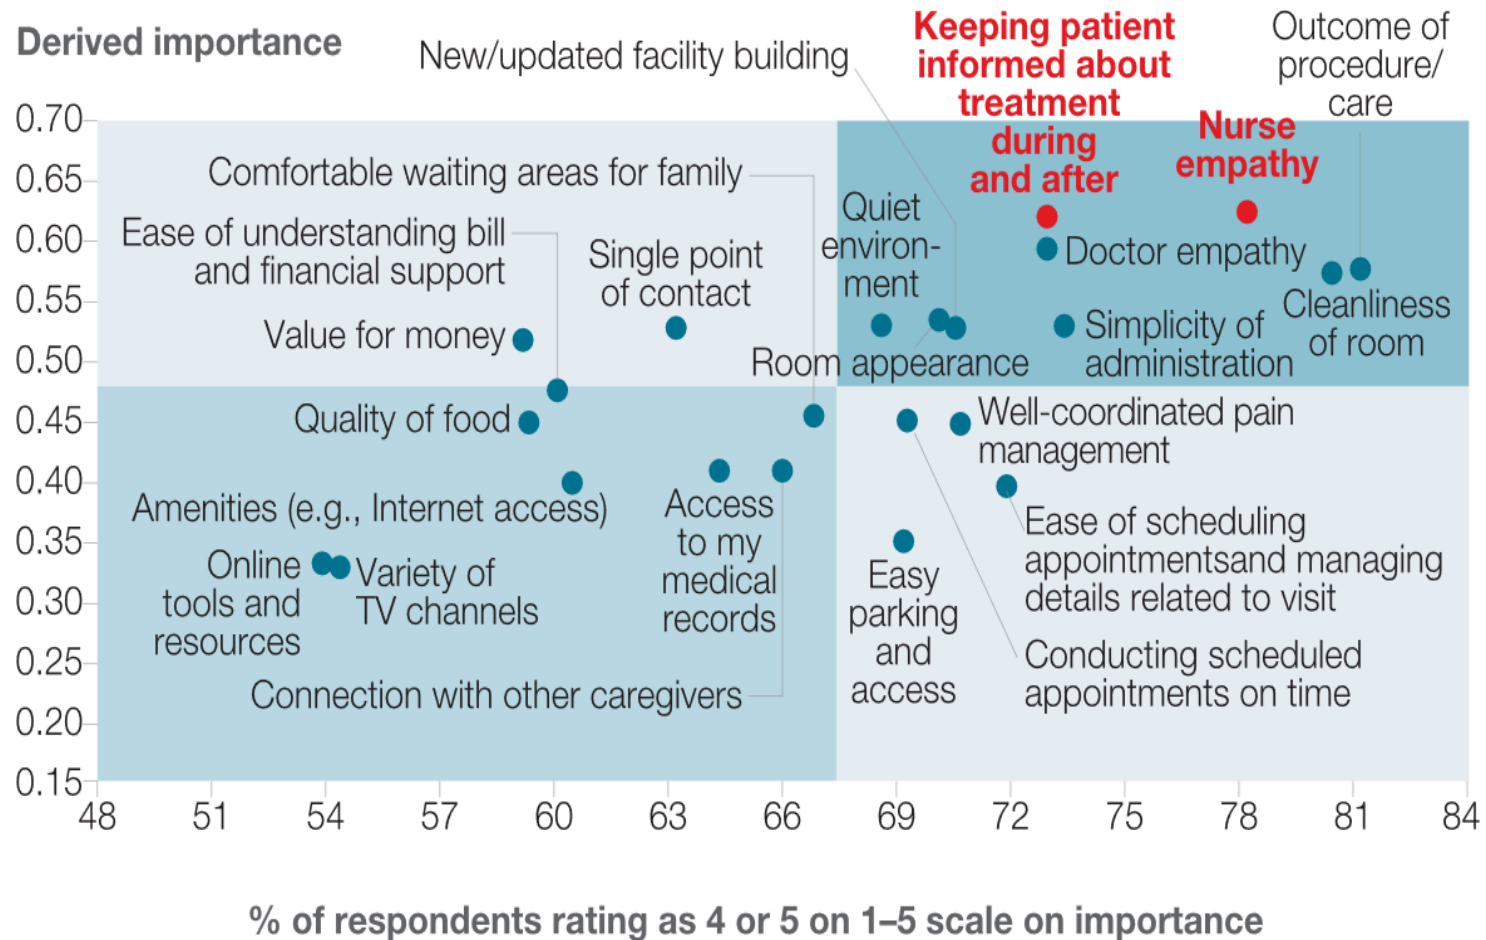 Derived importance
New/updated facility building
Keeping patient
informed about
treatment
during
and after
Outcome of
procedure/
care
Nurse
empathy
0.70
0.65
0.60
0.55
0.50
0.45
0.40
0.35
0.30
0.25
0.20
0.15
Comfortable waiting areas for family
Ease of understanding bill
and financial support
Single point
of contact
Value for money
Quiet
environ-
ment
Doctor empathy
Cleanliness
of room
Simplicity of
administration
Room appearance
Quality of food
Well-coordinated pain
management
Amenities (e.g., Internet access)
Access
to my
medical
records
Online
tools and
resources
Variety of
TV channels
Connection with other caregivers
Easy
parking
and
access
Ease of scheduling
appointmentsand managing
details related to visit
Conducting scheduled
appointments on time
48 51 54 57 60 63 66 69 72 75 78 81 84
% of respondents rating as 4 or 5 on 1–5 scale on importance